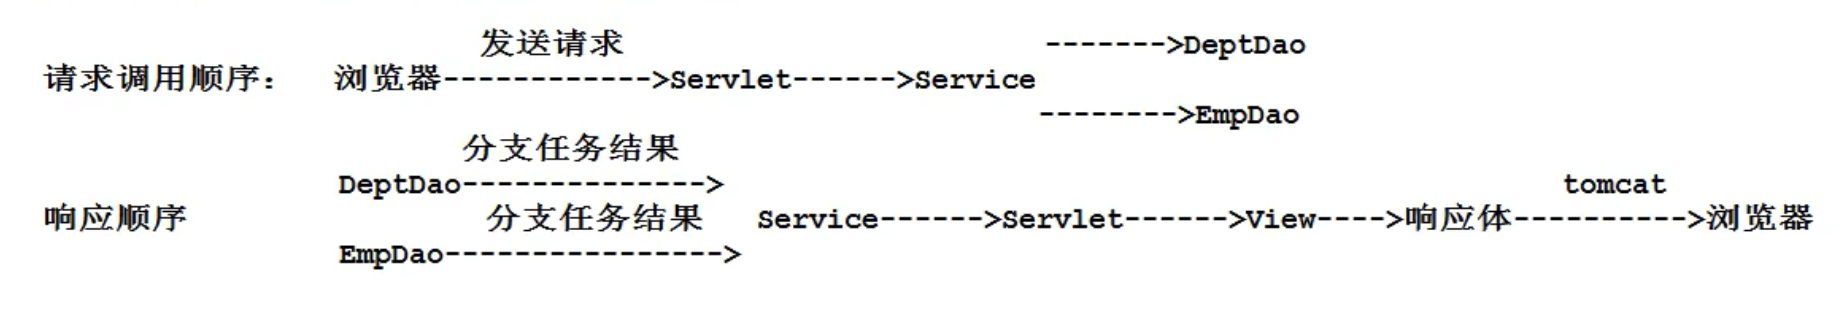 发送请求 ------->DeptDao
请求调用顺序： 浏览器------------>Servlet------>Service
-------->EmpDao
分支任务结果
DeptDao--------------> tomcat
响应顺序 分支任务结果 Service------>Servlet------>View---->响应体---------->浏览器
EmpDao---------------->